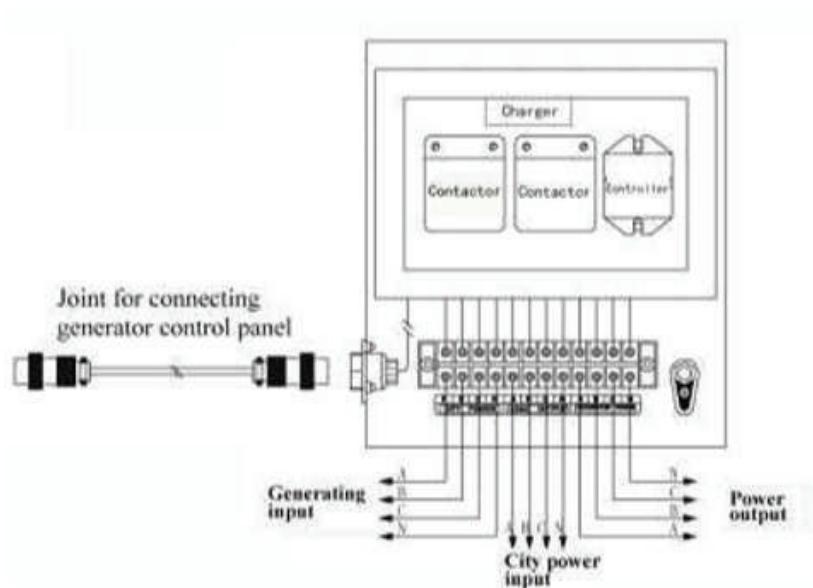 Charger
Contactor
Contactor
Controller
Joint for connecting
generator control panel
A
B
C
N
Generating
input
A B C N
City power
input
N
C
B
A
Power
output